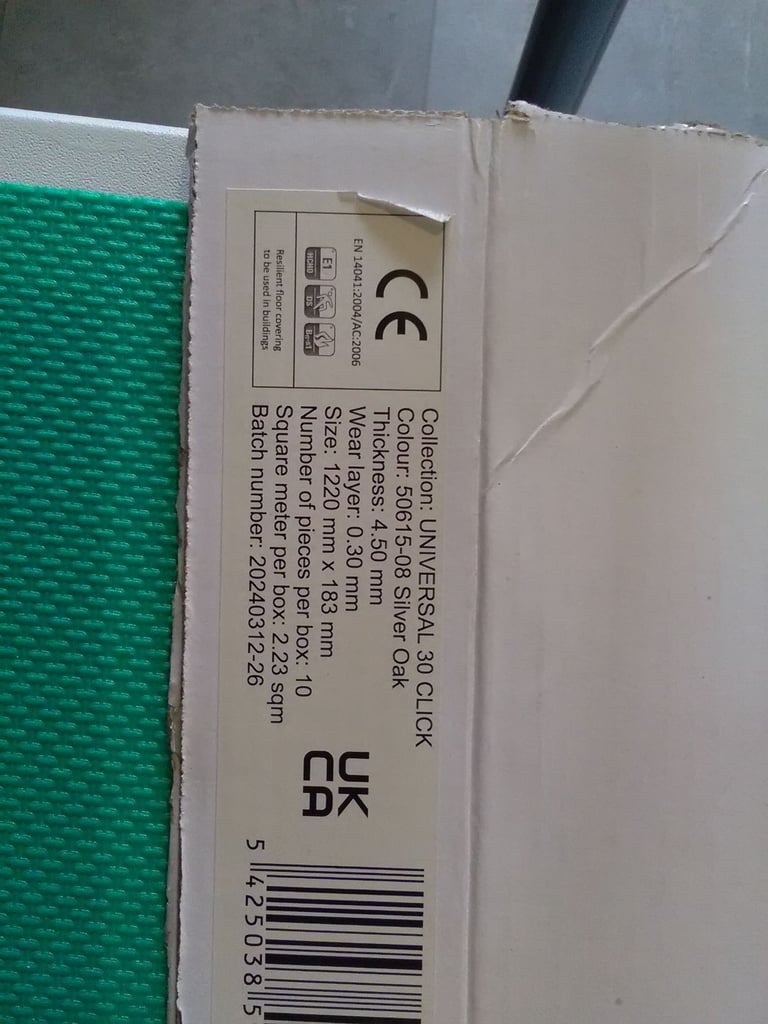 CE
EN 14041:2004/AC:2006
E1
HCHO
DS
Resilient floor covering
to be used in buildings
Collection: UNIVERSAL 30 CLICK
Colour: 50615-08 Silver Oak
Thickness: 4.50 mm
Wear layer: 0.30 mm
Size: 1220 mm x 183 mm
Number of pieces per box: 10
Square meter per box: 2.23 sqm
Batch number: 20240312-26
UK
CA
5 425038 5